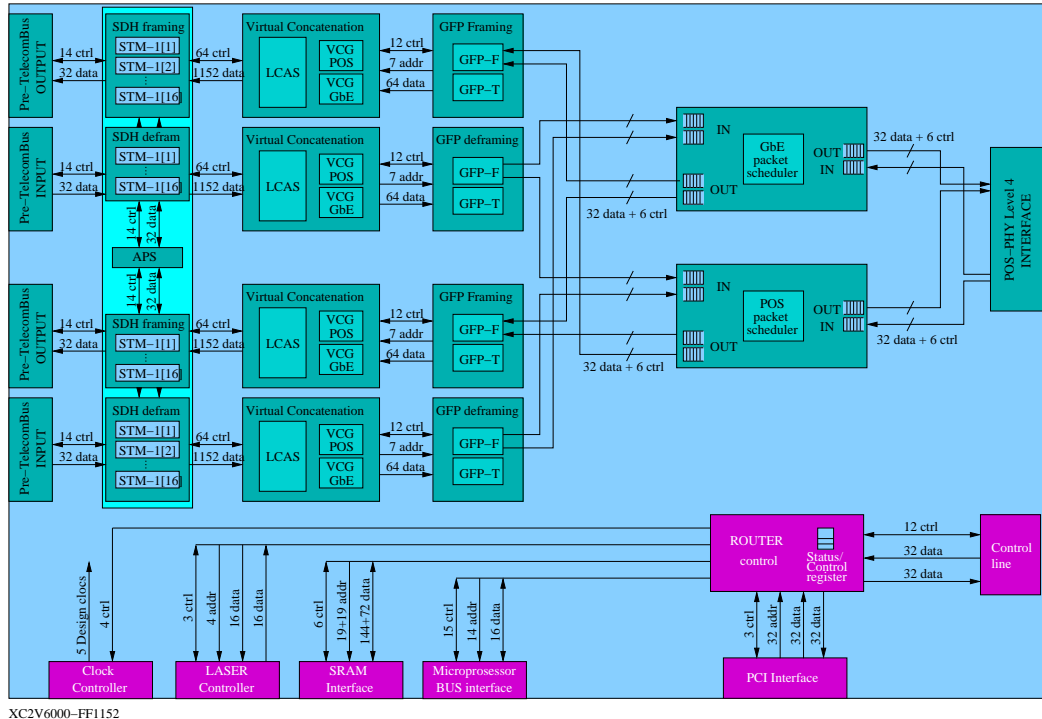 Pre−TelecomBus
OUTPUT
14 ctrl
32 data
SDH framing
STM−1[1]
STM−1[2]
STM−1[16]
64 ctrl
1152 data
Virtual Concatenation
LCAS
VCG
POS
VCG
GbE
12 ctrl
7 addr
64 data
GFP Framing
GFP−F
GFP−T
Pre−TelecomBus
INPUT
14 ctrl
32 data
SDH defram
STM−1[1]
STM−1[16]
64 ctrl
1152 data
Virtual Concatenation
LCAS
VCG
POS
VCG
GbE
12 ctrl
7 addr
64 data
GFP deframing
GFP−F
GFP−T
14 ctrl
32 data
APS
14 ctrl
32 data
Pre−TelecomBus
OUTPUT
14 ctrl
32 data
SDH framing
STM−1[1]
STM−1[16]
64 ctrl
1152 data
Virtual Concatenation
LCAS
VCG
POS
VCG
GbE
12 ctrl
7 addr
64 data
GFP Framing
GFP−F
GFP−T
Pre−TelecomBus
INPUT
14 ctrl
32 data
SDH defram
STM−1[1]
STM−1[2]
STM−1[16]
64 ctrl
1152 data
Virtual Concatenation
LCAS
VCG
POS
VCG
GbE
12 ctrl
7 addr
64 data
GFP deframing
GFP−F
GFP−T
IN
GbE
packet
scheduler
OUT
IN
OUT
32 data + 6 ctrl
32 data + 6 ctrl
IN
POS
packet
scheduler
OUT
IN
OUT
32 data + 6 ctrl
32 data + 6 ctrl
POS−PHY Level 4
INTERFACE
ROUTER
control
Status/
Control
register
12 ctrl
32 data
32 data
Control
line
5 Design clocs
4 ctrl
3 ctrl
4 addr
16 data
16 data
6 ctrl
19+19 addr
144+72 data
15 ctrl
14 addr
16 data
3 ctrl
32 addr
32 data
32 data
Clock
Controller
LASER
Controller
SRAM
Interface
Microprosessor
BUS interface
PCI Interface
XC2V6000−FF1152